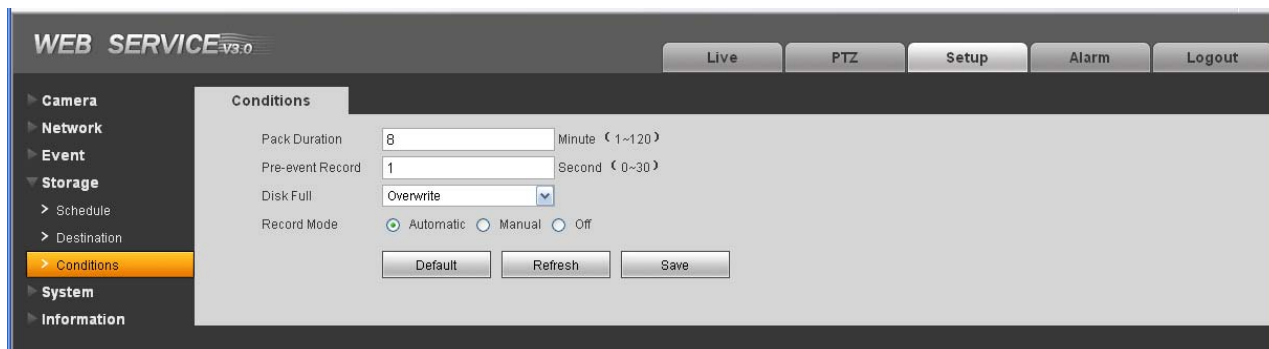 WEB SERVICE V3.0
Live PTZ Setup Alarm Logout
Camera
Network
Event
Storage
> Schedule
> Destination
> Conditions
System
Information
Conditions
Pack Duration 8 Minute (1~120)
Pre-event Record 1 Second (0~30)
Disk Full Overwrite
Record Mode Automatic Manual Off
Default Refresh Save